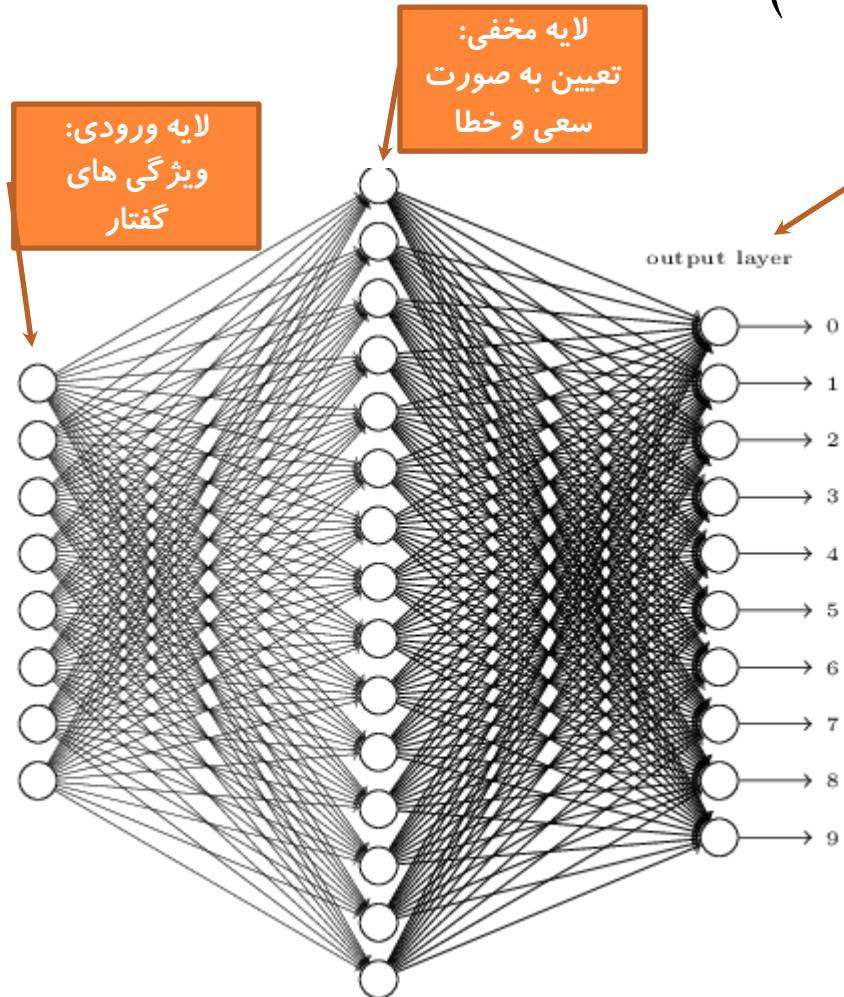 لایه مخفی:
تعیین به صورت
سعی و خطا
لایه ورودی:
ویژگی های
گفتار
output layer
0
1
2
3
4
5
6
7
8
9